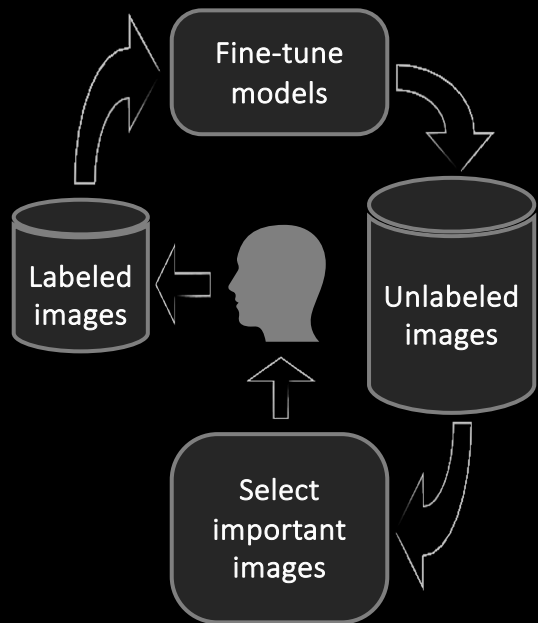 Fine-tune
models
Labeled
images
Unlabeled
images
Select
important
images